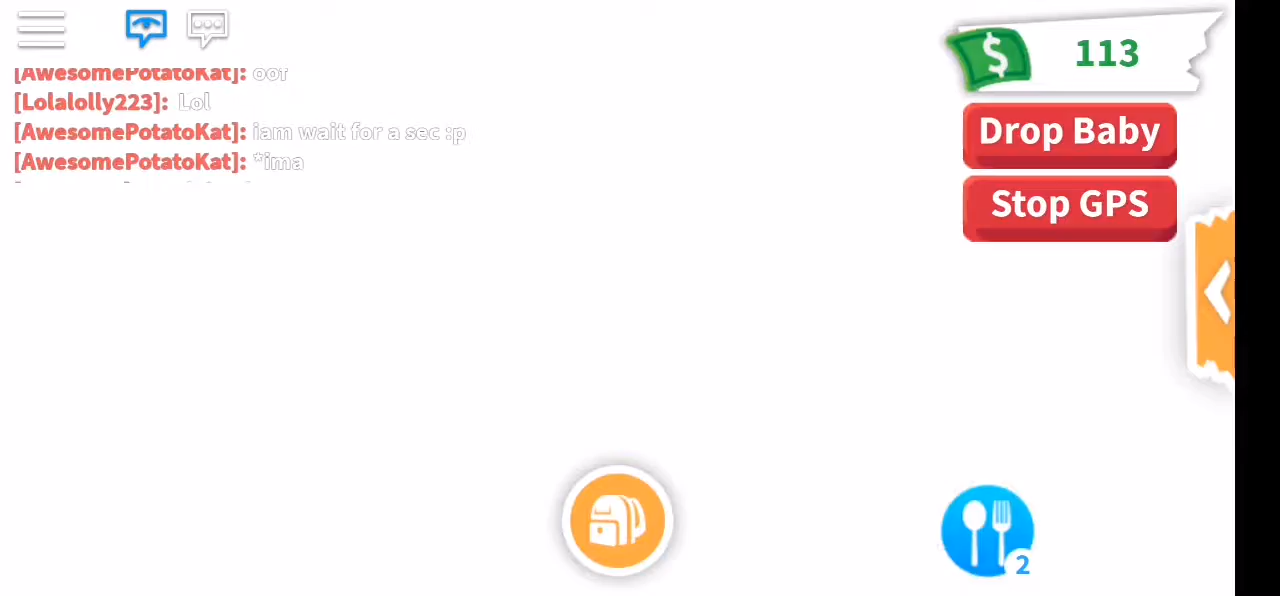 [AwesomePotatoKat]: oof
[Lolalolly223]: Lol
[AwesomePotatoKat]: iam wait for a sec :p
[AwesomePotatoKat]: *ima
$ 113
Drop Baby
Stop GPS
2